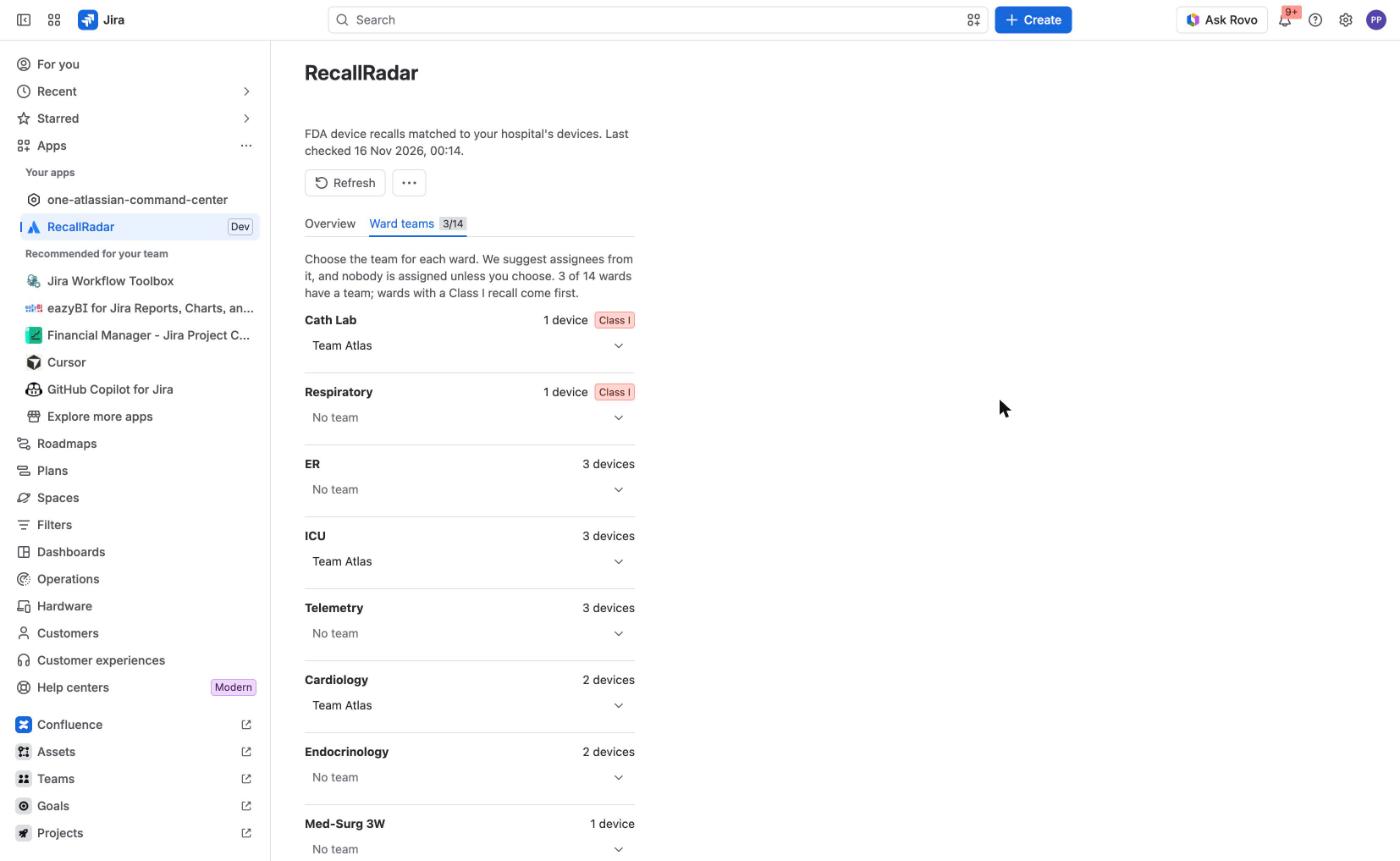 Jira
Search
Create
Ask Rovo
9+
PP
For you
Recent
Starred
Apps
Your apps
one-atlassian-command-center
RecallRadar
Dev
Recommended for your team
Jira Workflow Toolbox
eazyBI for Jira Reports, Charts, an...
Financial Manager - Jira Project C...
Cursor
GitHub Copilot for Jira
Explore more apps
Roadmaps
Plans
Spaces
Filters
Dashboards
Operations
Hardware
Customers
Customer experiences
Help centers
Modern
Confluence
Assets
Teams
Goals
Projects
RecallRadar
FDA device recalls matched to your hospital's devices. Last
checked 16 Nov 2026, 00:14.
Refresh
Overview
Ward teams 3/14
Choose the team for each ward. We suggest assignees from
it, and nobody is assigned unless you choose. 3 of 14 wards
have a team; wards with a Class I recall come first.
Cath Lab 1 device Class I
Team Atlas
Respiratory 1 device Class I
No team
ER 3 devices
No team
ICU 3 devices
Team Atlas
Telemetry 3 devices
No team
Cardiology 2 devices
Team Atlas
Endocrinology 2 devices
No team
Med-Surg 3W 1 device
No team